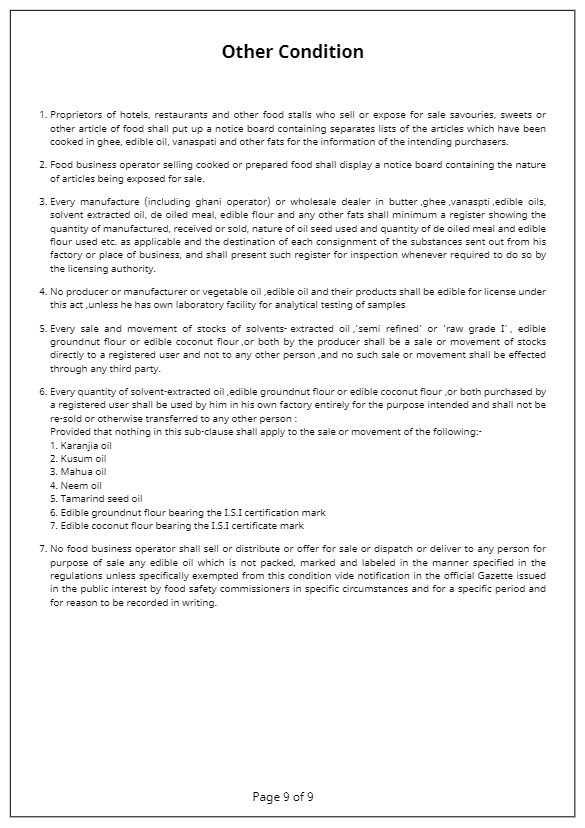 Other Condition
1. Proprietors of hotels, restaurants and other food stalls who sell or expose for sale savouries, sweets or
other article of food shall put up a notice board containing separates lists of the articles which have been
cooked in ghee, edible oil, vanaspati and other fats for the information of the intending purchasers.
2. Food business operator selling cooked or prepared food shall display a notice board containing the nature
of articles being exposed for sale.
3. Every manufacture (including ghani operator) or wholesale dealer in butter ,ghee ,vanaspti ,edible oils,
solvent extracted oil, de oiled meal, edible flour and any other fats shall minimum a register showing the
quantity of manufactured, received or sold, nature of oil seed used and quantity of de oiled meal and edible
flour used etc. as applicable and the destination of each consignment of the substances sent out from his
factory or place of business, and shall present such register for inspection whenever required to do so by
the licensing authority.
4. No producer or manufacturer or vegetable oil ,edible oil and their products shall be edible for license under
this act ,unless he has own laboratory facility for analytical testing of samples
5. Every sale and movement of stocks of solvents- extracted oil ,'semi refined' or 'raw grade I' , edible
groundnut flour or edible coconut flour ,or both by the producer shall be a sale or movement of stocks
directly to a registered user and not to any other person ,and no such sale or movement shall be effected
through any third party.
6. Every quantity of solvent-extracted oil ,edible groundnut flour or edible coconut flour ,or both purchased by
a registered user shall be used by him in his own factory entirely for the purpose intended and shall not be
re-sold or otherwise transferred to any other person :
Provided that nothing in this sub-clause shall apply to the sale or movement of the following:-
1. Karanjia oil
2. Kusum oil
3. Mahua oil
4. Neem oil
5. Tamarind seed oil
6. Edible groundnut flour bearing the I.S.I certification mark
7. Edible coconut flour bearing the I.S.I certificate mark
7. No food business operator shall sell or distribute or offer for sale or dispatch or deliver to any person for
purpose of sale any edible oil which is not packed, marked and labeled in the manner specified in the
regulations unless specifically exempted from this condition vide notification in the official Gazette issued
in the public interest by food safety commissioners in specific circumstances and for a specific period and
for reason to be recorded in writing.
Page 9 of 9